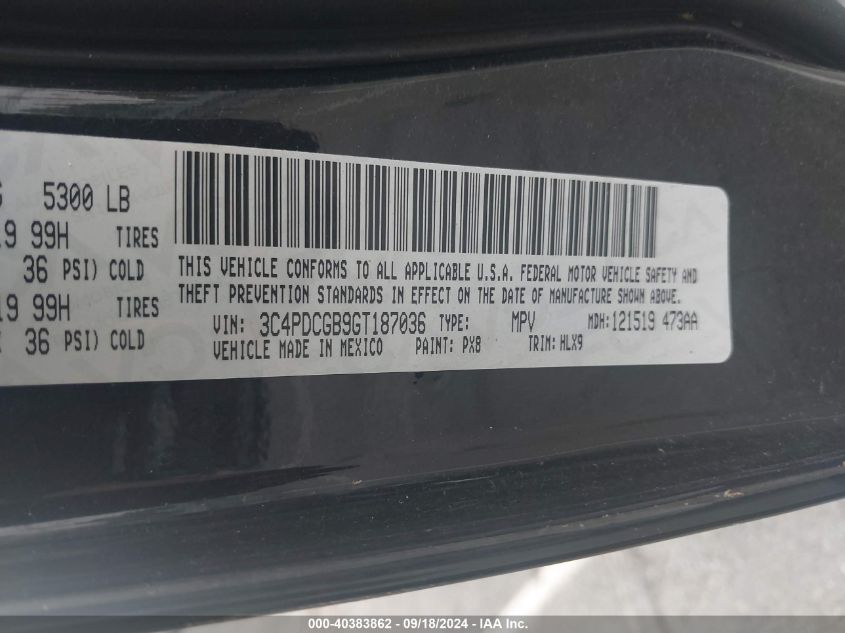 5300 LB
99H TIRES
36 PSI) COLD
99H TIRES
36 PSI) COLD
THIS VEHICLE CONFORMS TO ALL APPLICABLE U.S.A. FEDERAL MOTOR VEHICLE SAFETY AND
THEFT PREVENTION STANDARDS IN EFFECT ON THE DATE OF MANUFACTURE SHOWN ABOVE.
VIN: 3C4PDCGB9GT187036 TYPE: MPV MDH: 121519 473AA
VEHICLE MADE IN MEXICO PAINT: PX8 TRIM: HLX9
000-40383862 - 09/18/2024 - IAA Inc.